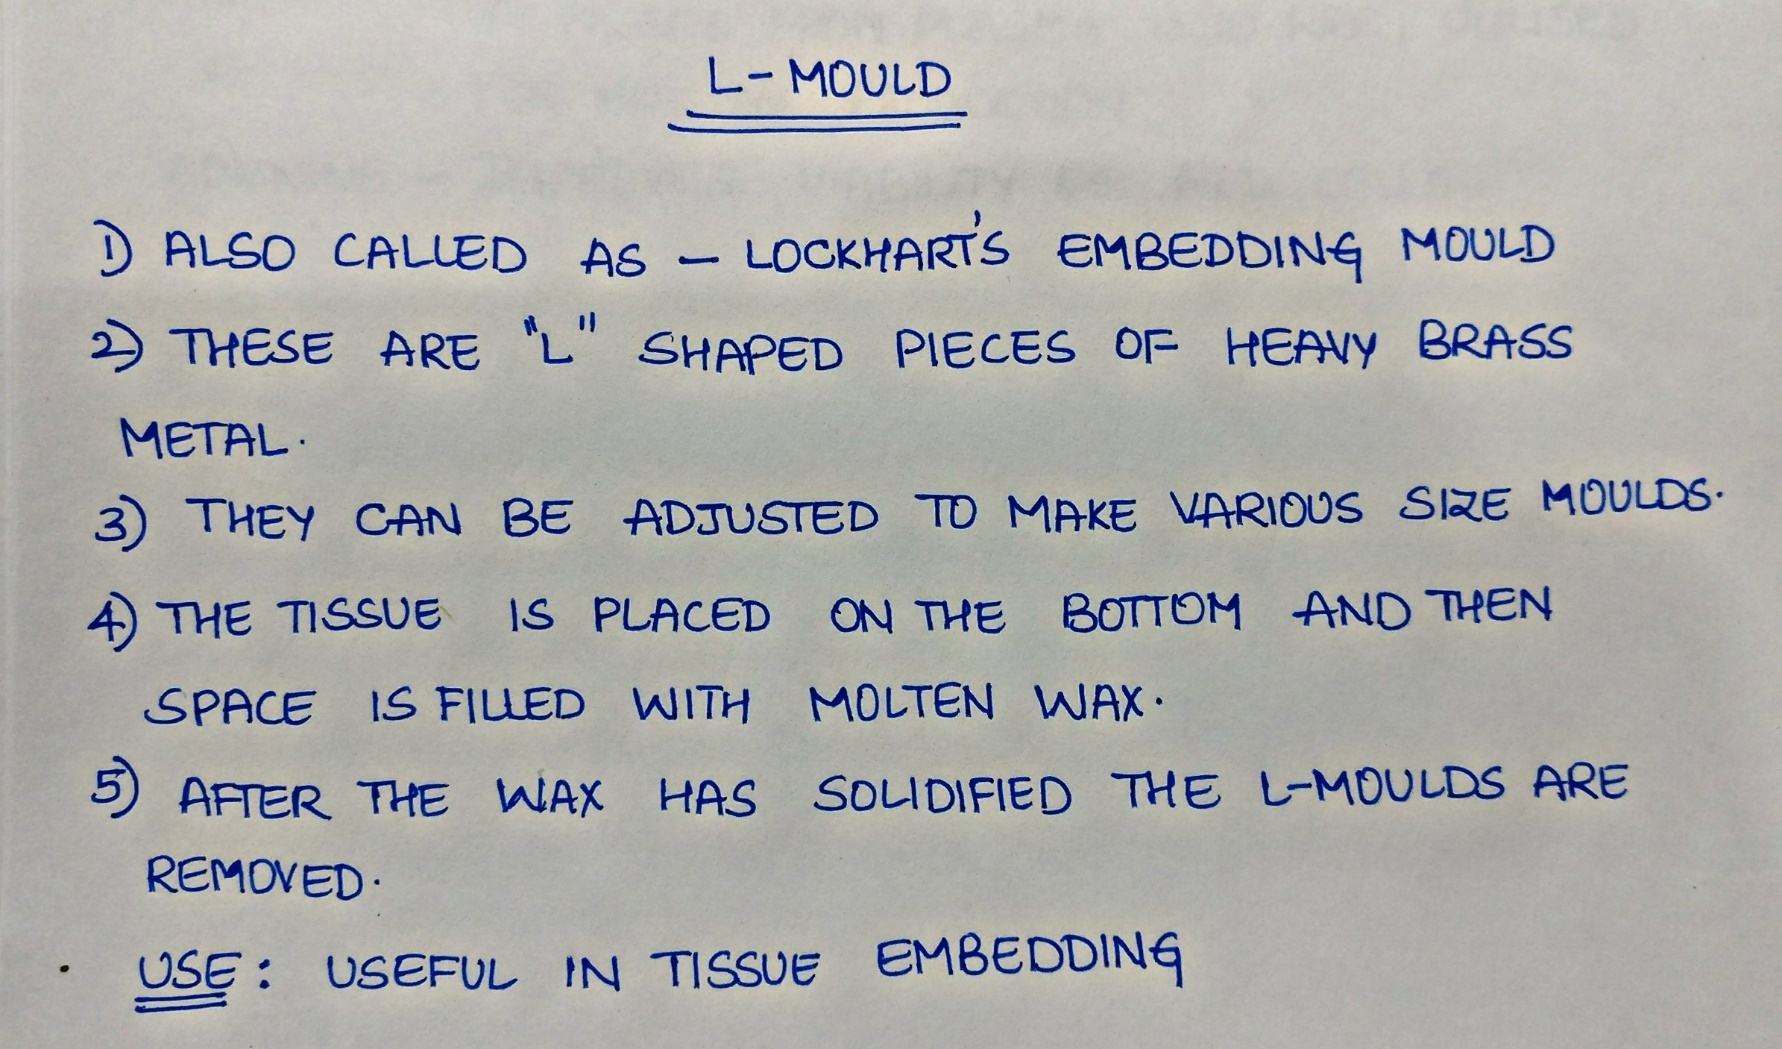 L-MOULD
1) ALSO CALLED AS – LOCKHART'S EMBEDDING MOULD
2) THESE ARE "L" SHAPED PIECES OF HEAVY BRASS
METAL.
3) THEY CAN BE ADJUSTED TO MAKE VARIOUS SIZE MOULDS.
4) THE TISSUE IS PLACED ON THE BOTTOM AND THEN
SPACE IS FILLED WITH MOLTEN WAX.
5) AFTER THE WAX HAS SOLIDIFIED THE L-MOULDS ARE
REMOVED.
USE: USEFUL IN TISSUE EMBEDDING